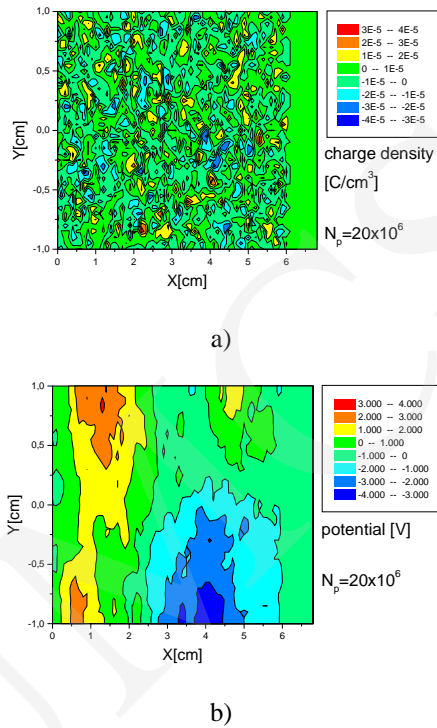 1,0
0,5
0,0
-0,5
-1,0
Y[cm]
0 1 2 3 4 5 6
X[cm]
3E-5 -- 4E-5
2E-5 -- 3E-5
1E-5 -- 2E-5
0 -- 1E-5
-1E-5 -- 0
-2E-5 -- -1E-5
-3E-5 -- -2E-5
-4E-5 -- -3E-5
charge density
[C/cm³]
Nₚ=20x10⁶
a)
1,0
0,5
0,0
-0,5
-1,0
Y[cm]
0 1 2 3 4 5 6
X[cm]
3.000 -- 4.000
2.000 -- 3.000
1.000 -- 2.000
0 -- 1.000
-1.000 -- 0
-2.000 -- -1.000
-3.000 -- -2.000
-4.000 -- -3.000
potential [V]
Nₚ=20x10⁶
b)